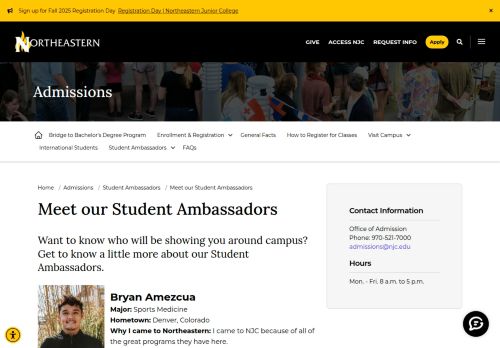 Sign up for Fall 2025 Registration Day Registration Day | Northeastern Junior College ×
NORTHEASTERN GIVE ACCESS NJC REQUEST INFO Apply
Admissions
Bridge to Bachelor's Degree Program Enrollment & Registration General Facts How to Register for Classes Visit Campus
International Students Student Ambassadors FAQs
Home / Admissions / Student Ambassadors / Meet our Student Ambassadors
Meet our Student Ambassadors
Want to know who will be showing you around campus?
Get to know a little more about our Student
Ambassadors.
Bryan Amezcua
Major: Sports Medicine
Hometown: Denver, Colorado
Why I came to Northeastern: I came to NJC because of all of
the great programs they have here.
Contact Information
Office of Admission
Phone: 970-521-7000
admissions@njc.edu
Hours
Mon. - Fri. 8 a.m. to 5 p.m.